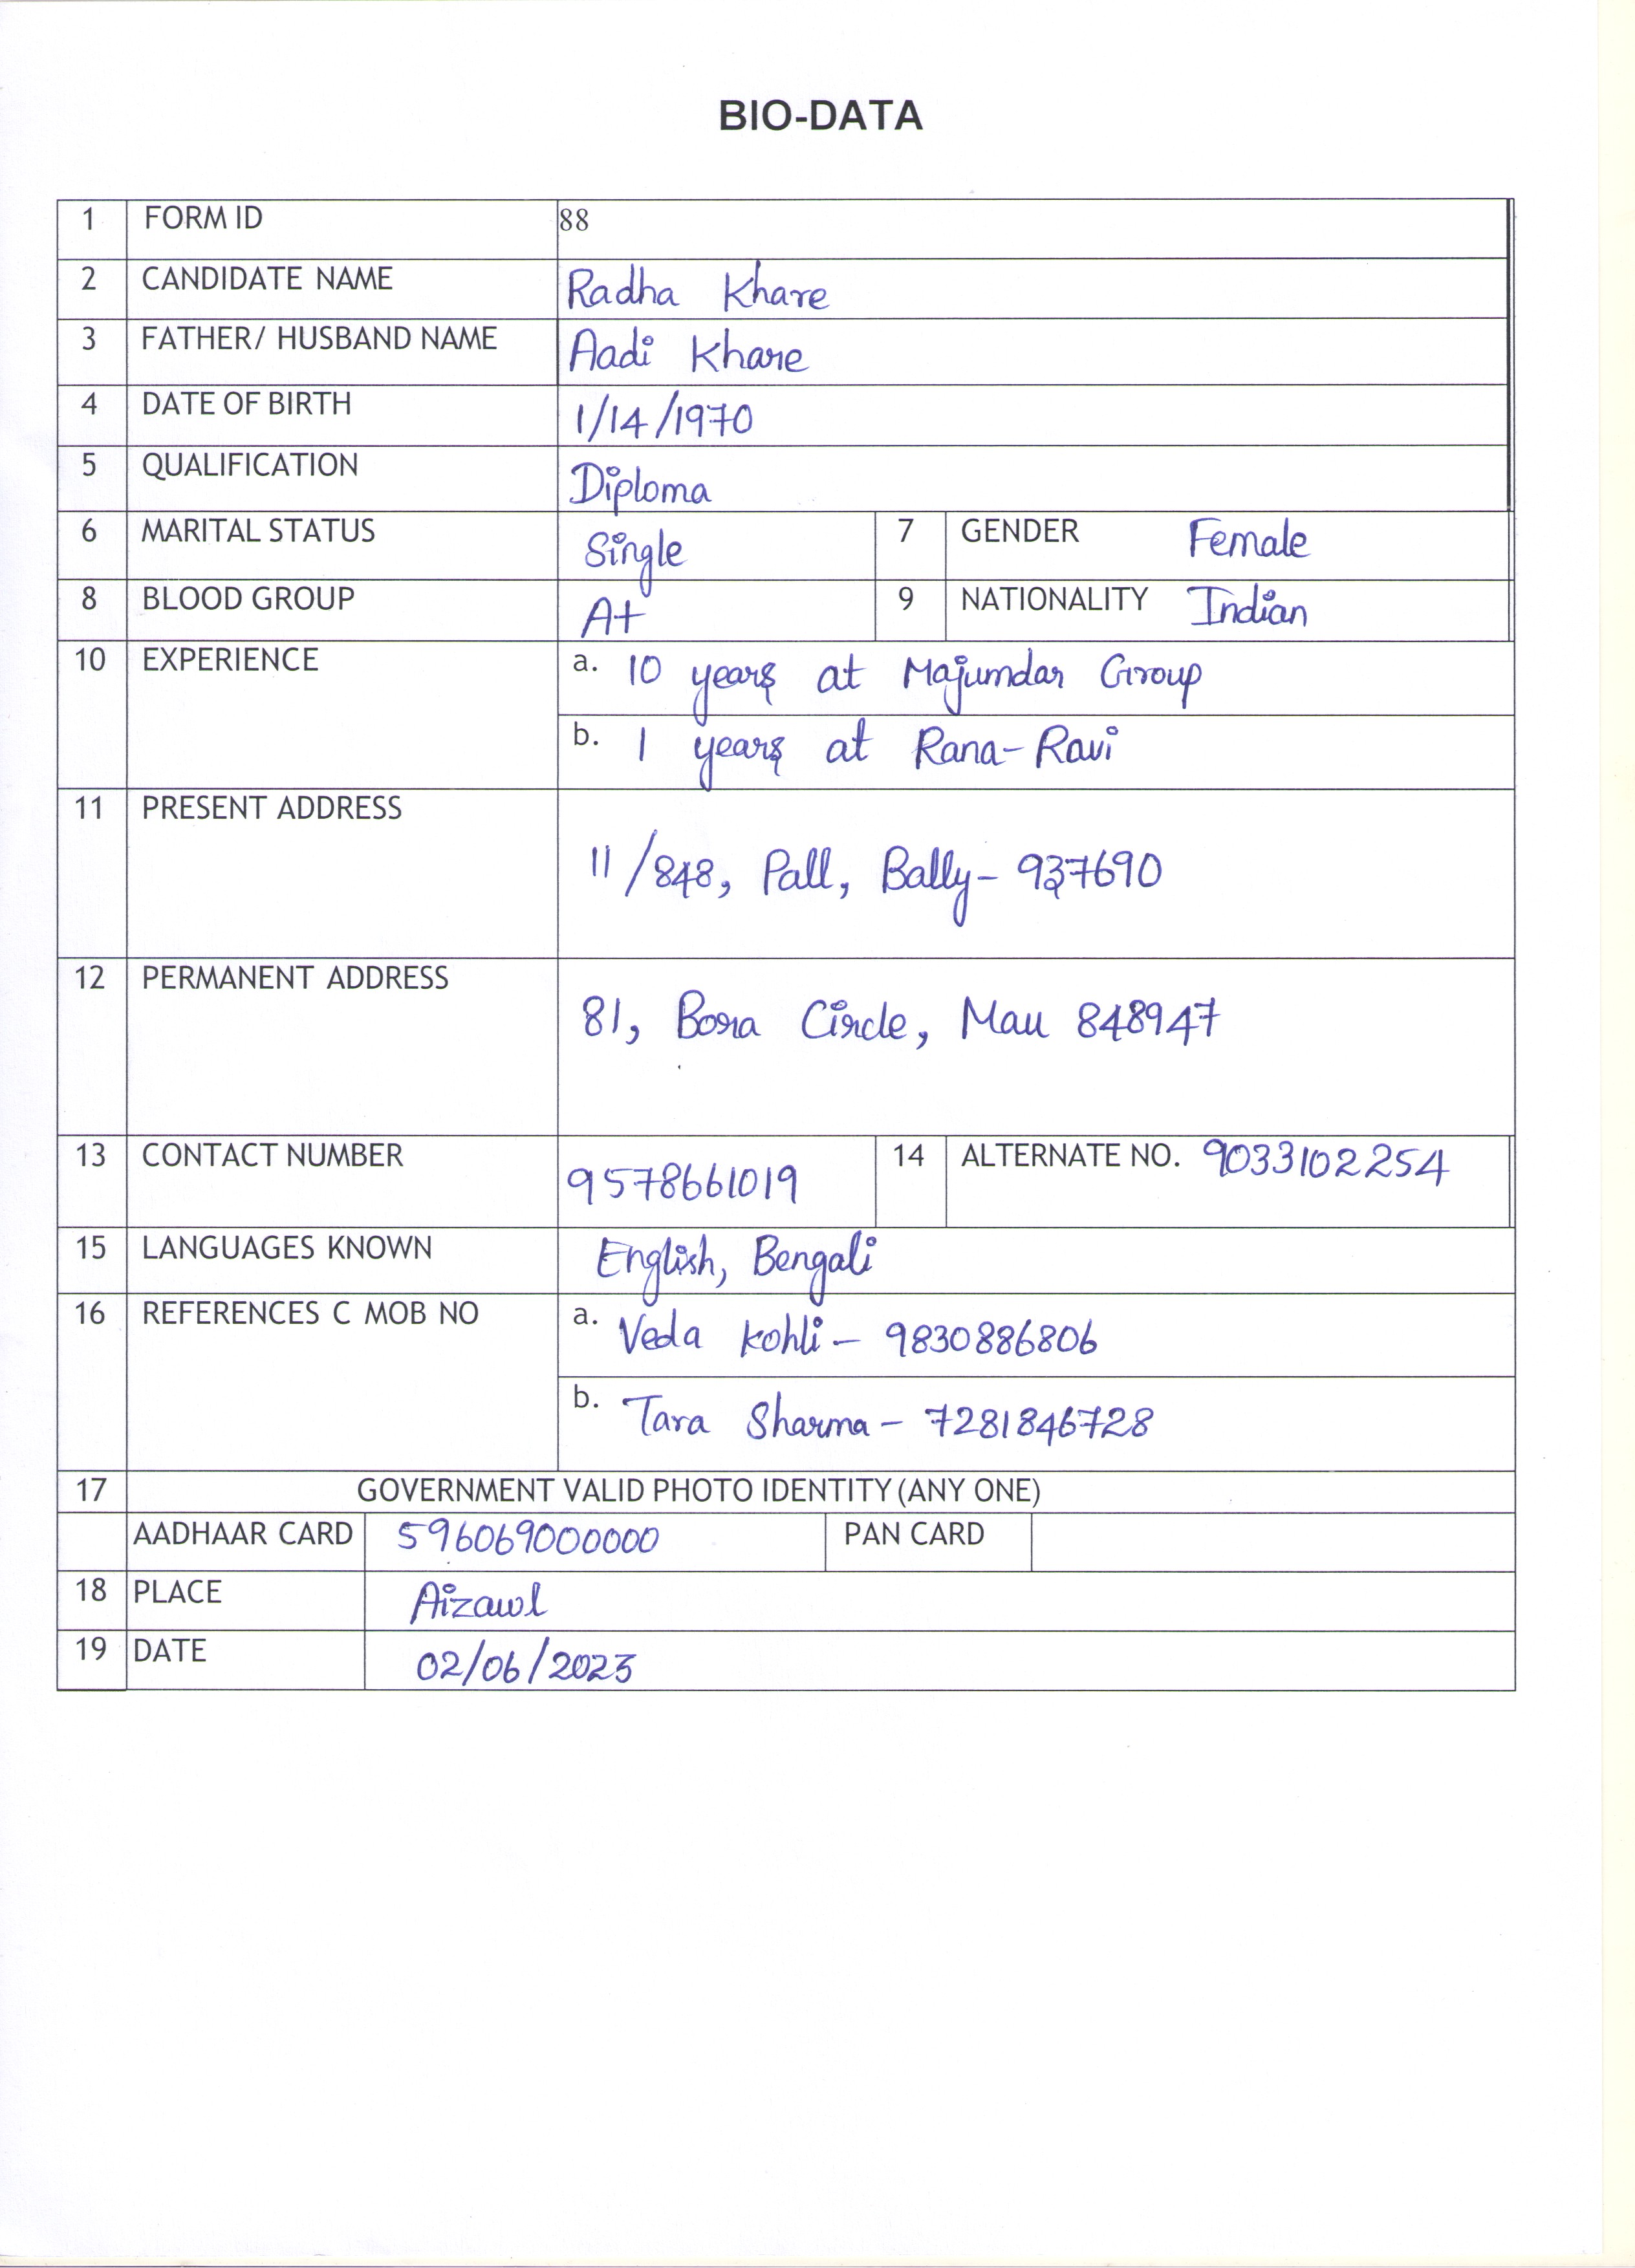 BIO-DATA
1 FORM ID 88
2 CANDIDATE NAME Radha Khare
3 FATHER/ HUSBAND NAME Aadi Khare
4 DATE OF BIRTH 1/14/1970
5 QUALIFICATION Diploma
6 MARITAL STATUS Single 7 GENDER Female
8 BLOOD GROUP A+ 9 NATIONALITY Indian
10 EXPERIENCE a. 10 years at Majumdar Group
b. 1 years at Rana-Ravi
11 PRESENT ADDRESS 11/848, Pall, Bally- 937690
12 PERMANENT ADDRESS 81, Bora Circle, Mau 848947
13 CONTACT NUMBER 9578661019 14 ALTERNATE NO. 9033102254
15 LANGUAGES KNOWN English, Bengali
16 REFERENCES C MOB NO a. Veda Kohli - 9830886806
b. Tara Sharma - 7281846728
17 GOVERNMENT VALID PHOTO IDENTITY (ANY ONE)
AADHAAR CARD 596069000000 PAN CARD
18 PLACE Aizawl
19 DATE 02/06/2023